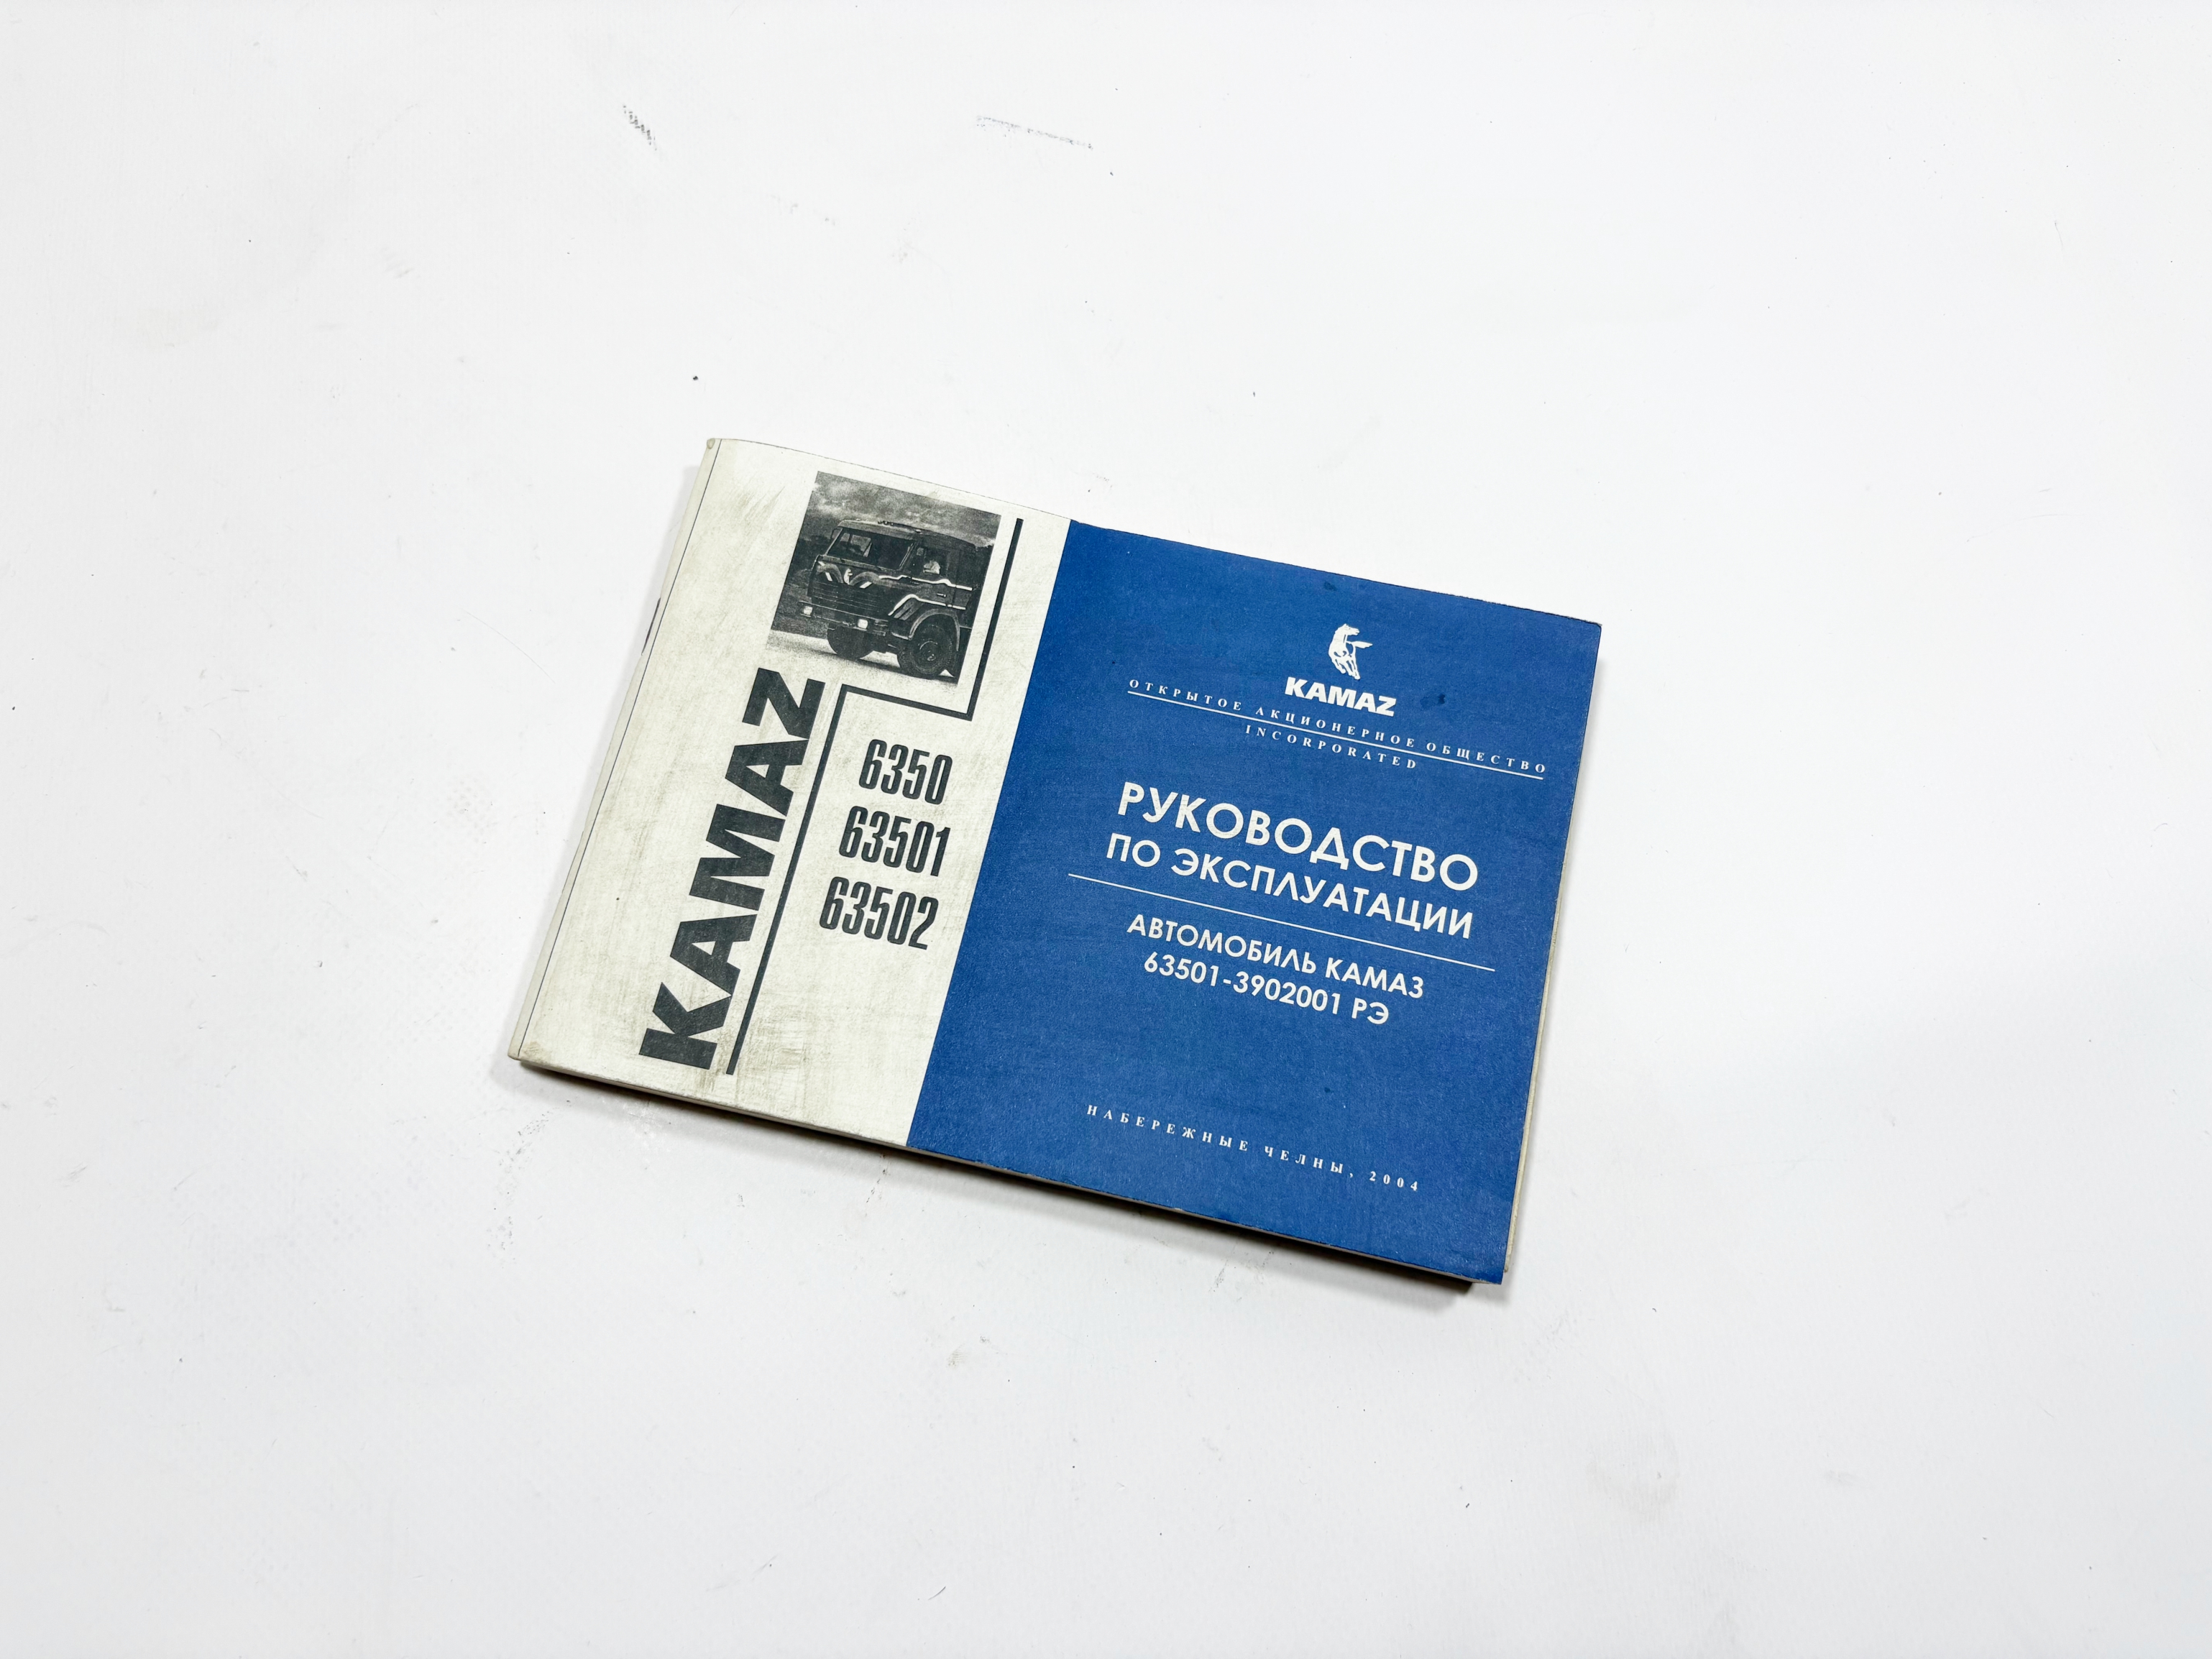 KAMAZ
6350
63501
63502
KAMAZ
ОТКРЫТОЕ АКЦИОНЕРНОЕ ОБЩЕСТВО
INCORPORATED
РУКОВОДСТВО
ПО ЭКСПЛУАТАЦИИ
АВТОМОБИЛЬ КАМАЗ
63501-3902001 РЭ
НАБЕРЕЖНЫЕ ЧЕЛНЫ, 2004